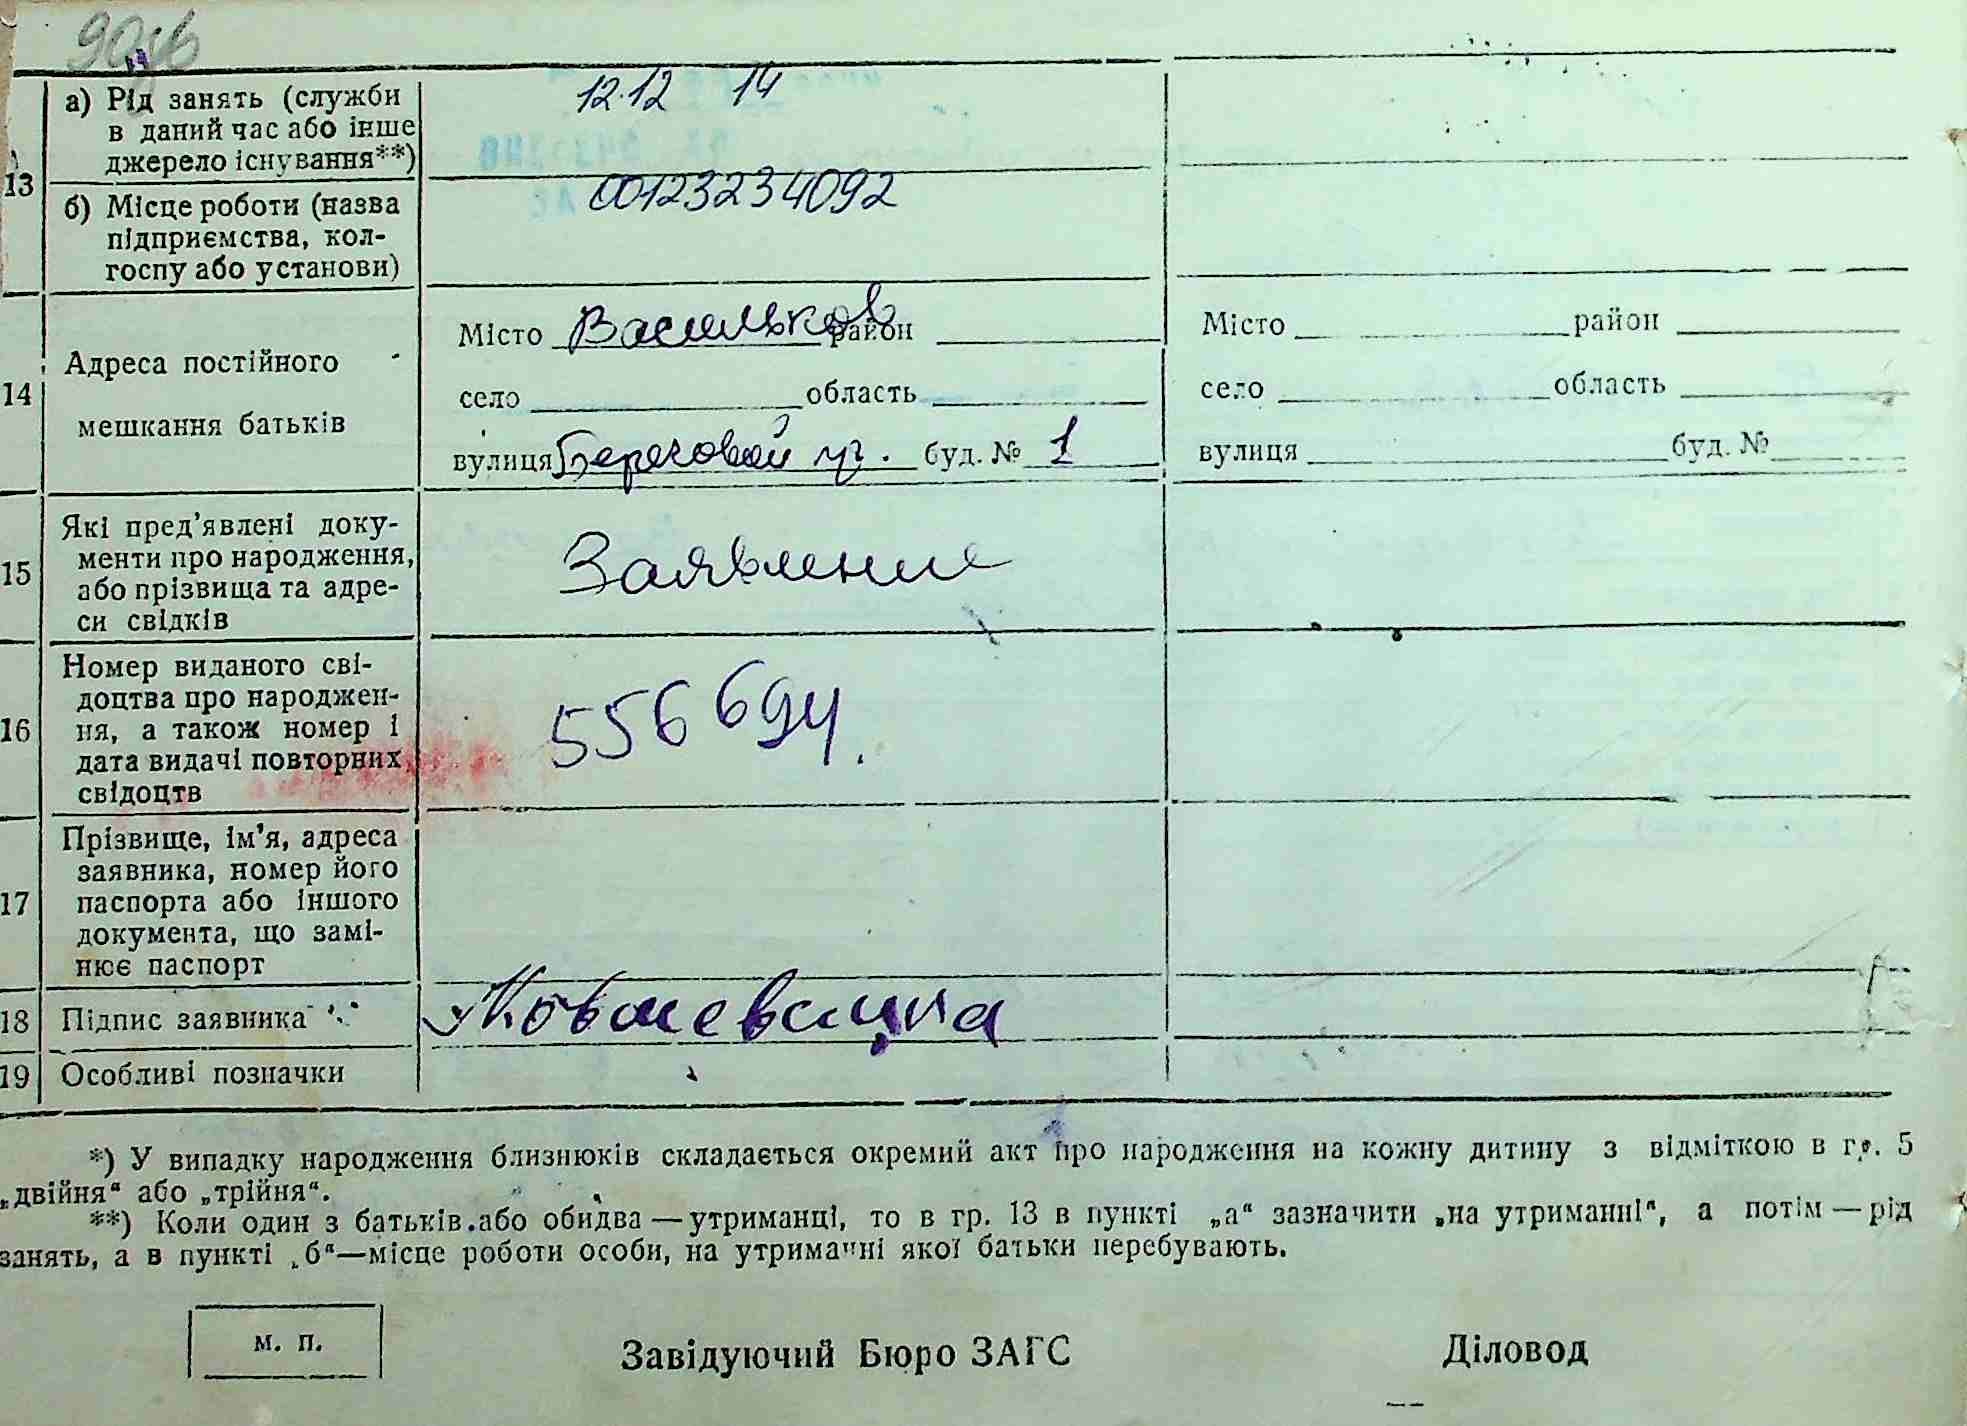 12.12 14
13
а) Рід занять (служби
в даний час або інше
джерело існування**)
б) Місце роботи (назва
підприємства, кол-
госпу або установи)
00123234092
14
Адреса постійного
мешкання батьків
Місто Васильков район
село область
вулиця Береговой буд. № 1
Місто район
село область
вулиця буд. №
15
Які пред'явлені доку-
менти про народження,
або прізвища та адре-
си свідків
Заявление
16
Номер виданого сві-
доцтва про народжен-
ня, а також номер і
дата видачі повторних
свідоцтв
556694.
17
Прізвище, ім'я, адреса
заявника, номер його
паспорта або іншого
документа, що замі-
нює паспорт
18 Підпис заявника
19 Особливі позначки
*) У випадку народження близнюків складається окремий акт про народження на кожну дитину з відміткою в гр. 5
„двійня“ або „трійня“.
**) Коли один з батьків або обидва — утриманці, то в гр. 13 в пункті „а“ зазначити „на утриманні“, а потім — рід
занять, а в пункті „б“—місце роботи особи, на утриманні якої батьки перебувають.
м. п.
Завідуючий Бюро ЗАГС
Діловод